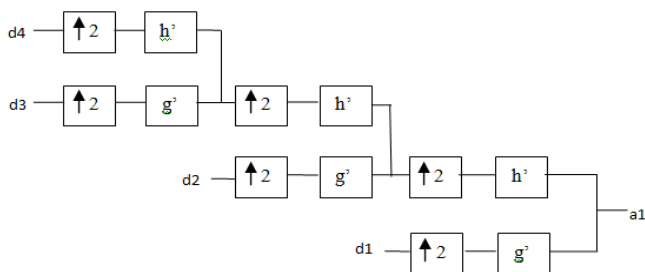 d4 ↑2 h’
d3 ↑2 g’ ↑2 h’
d2 ↑2 g’ ↑2 h’
a1
d1 ↑2 g’